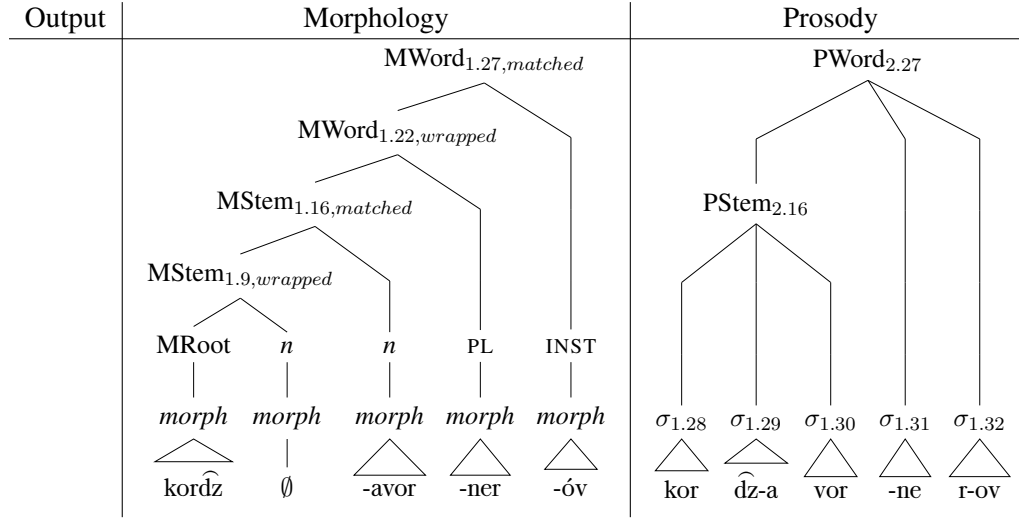 Output Morphology Prosody
MWord1.27,matched PWord2.27
MWord1.22,wrapped
MStem1.16,matched PStem2.16
MStem1.9,wrapped
MRoot n n PL INST
morph morph morph morph morph σ1.28 σ1.29 σ1.30 σ1.31 σ1.32
kord͡z ∅ -avor -ner -óv kor d͡z-a vor -ne r-ov